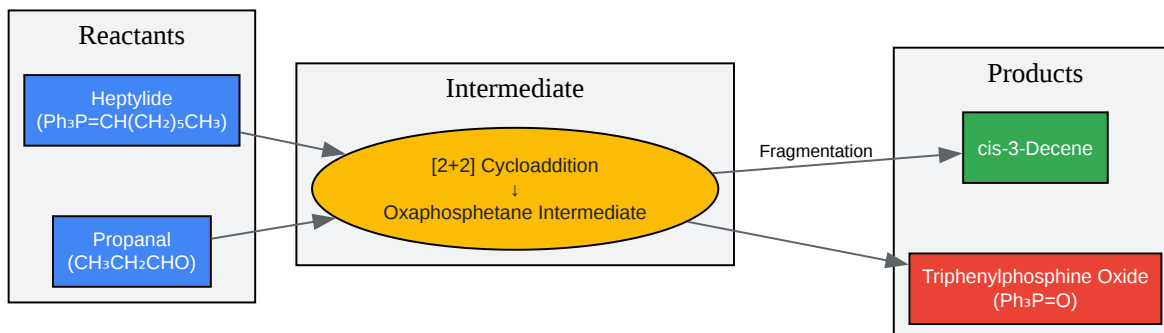 Reactants
Heptylide
(Ph₃P=CH(CH₂)₅CH₃)
Propanal
(CH₃CH₂CHO)
Intermediate
[2+2] Cycloaddition
↓
Oxaphosphetane Intermediate
Fragmentation
Products
cis-3-Decene
Triphenylphosphine Oxide
(Ph₃P=O)